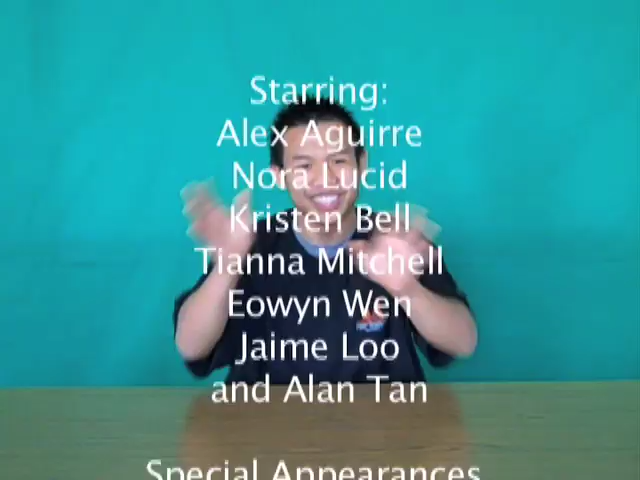 Starring:
Alex Aguirre
Nora Lucid
Kristen Bell
Tianna Mitchell
Eowyn Wen
Jaime Loo
and Alan Tan
Special Appearances